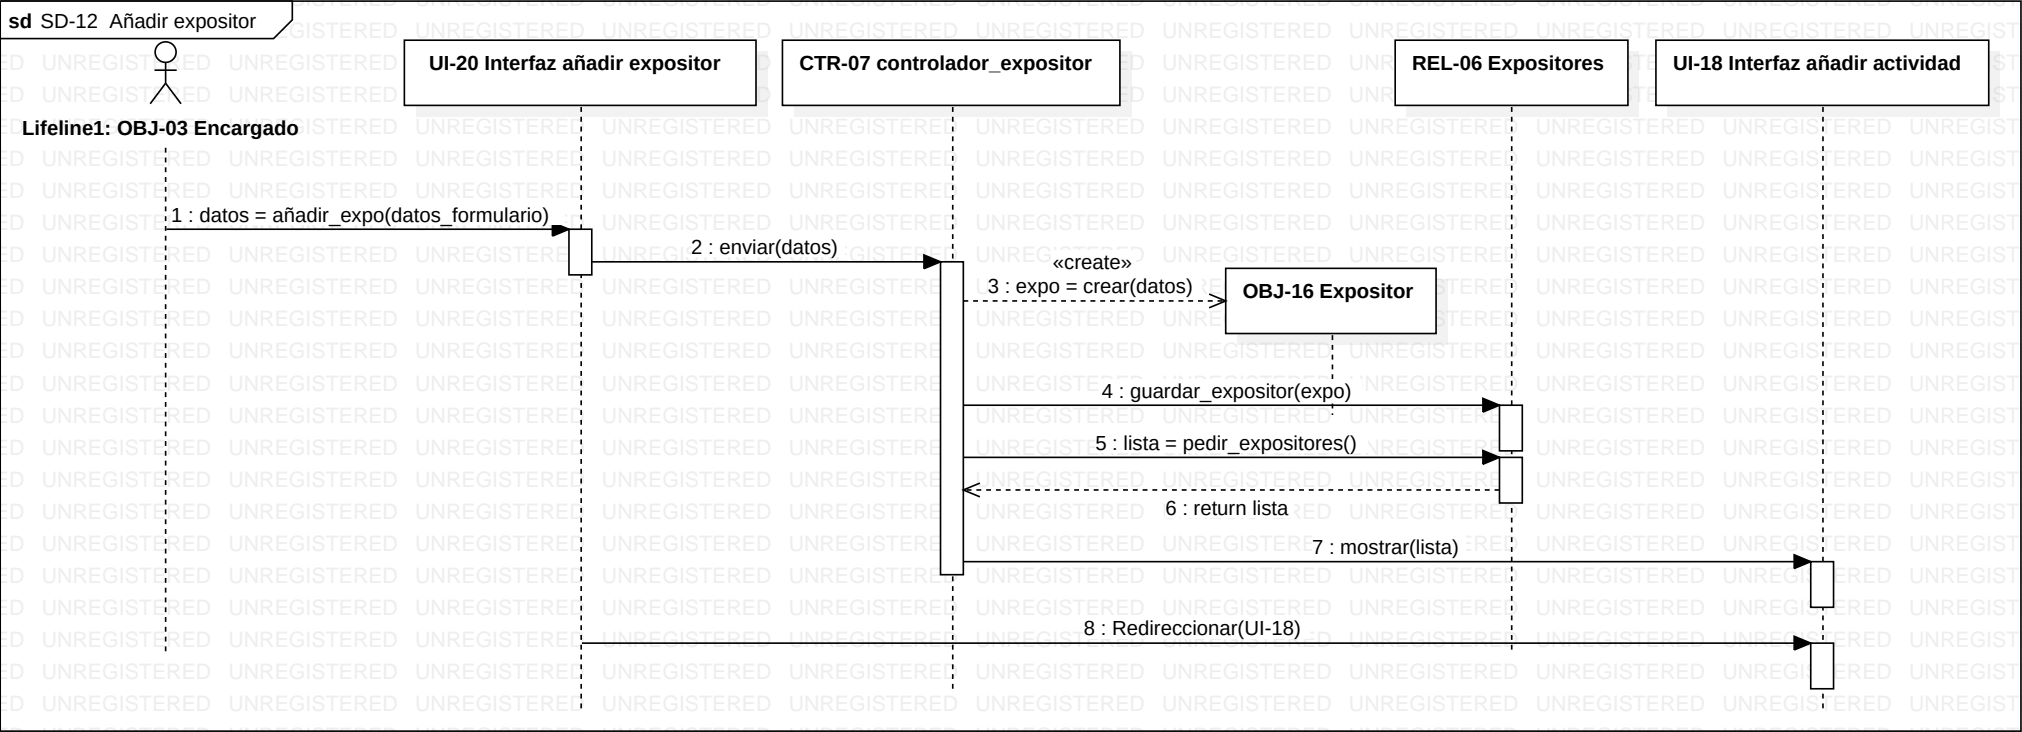 sd SD-12 Añadir expositor
Lifeline1: OBJ-03 Encargado
UI-20 Interfaz añadir expositor
CTR-07 controlador_expositor
REL-06 Expositores
UI-18 Interfaz añadir actividad
1 : datos = añadir_expo(datos_formulario)
2 : enviar(datos)
«create»
3 : expo = crear(datos)
OBJ-16 Expositor
4 : guardar_expositor(expo)
5 : lista = pedir_expositores()
6 : return lista
7 : mostrar(lista)
8 : Redireccionar(UI-18)
UNREGISTERED